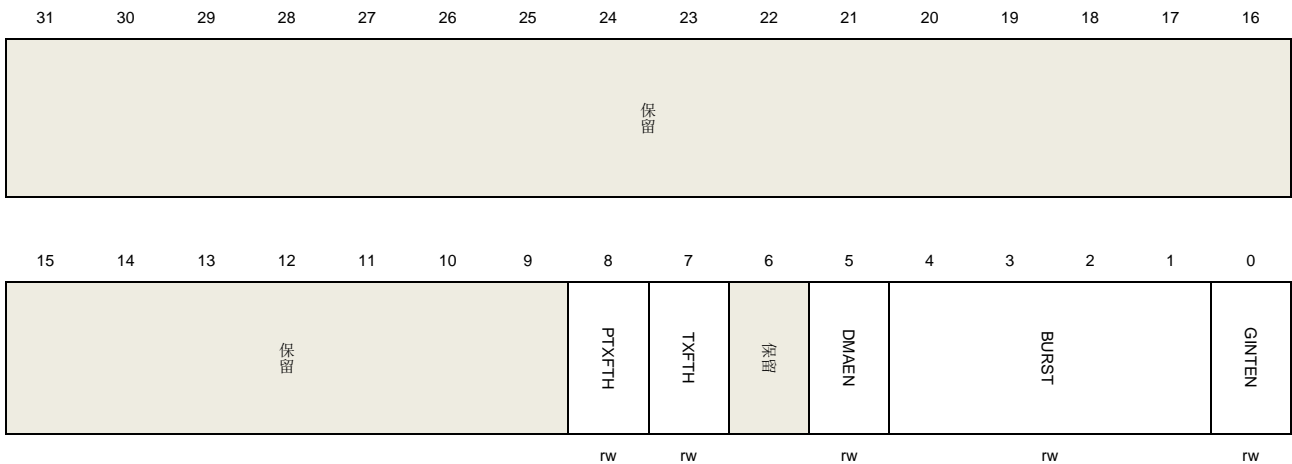 31 30 29 28 27 26 25 24 23 22 21 20 19 18 17 16
保留
15 14 13 12 11 10 9 8 7 6 5 4 3 2 1 0
保留 PTXFTH TXFTH 保留 DMAEN BURST GINTEN
rw rw rw rw rw